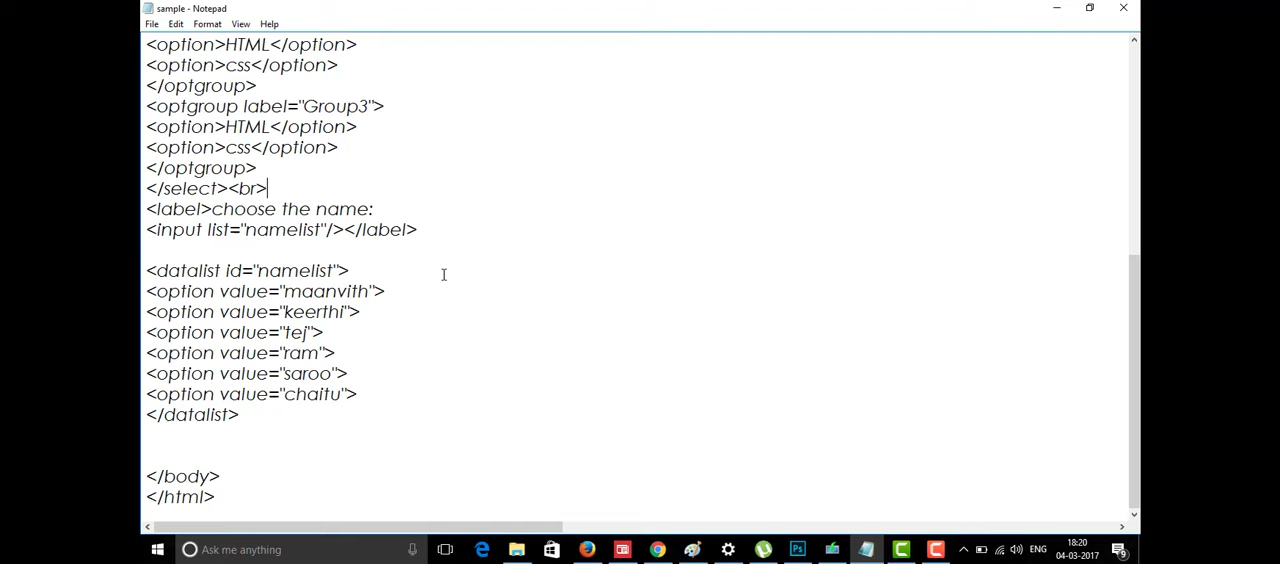 sample - Notepad
File Edit Format View Help
<option>HTML</option>
<option>css</option>
</optgroup>
<optgroup label="Group3">
<option>HTML</option>
<option>css</option>
</optgroup>
</select><br>
<label>choose the name:
<input list="namelist"/></label>
<datalist id="namelist">
<option value="maanvith">
<option value="keerthi">
<option value="tej">
<option value="ram">
<option value="saroo">
<option value="chaitu">
</datalist>
</body>
</html>
Ask me anything
Ps
ENG
18:20
04-03-2017
9